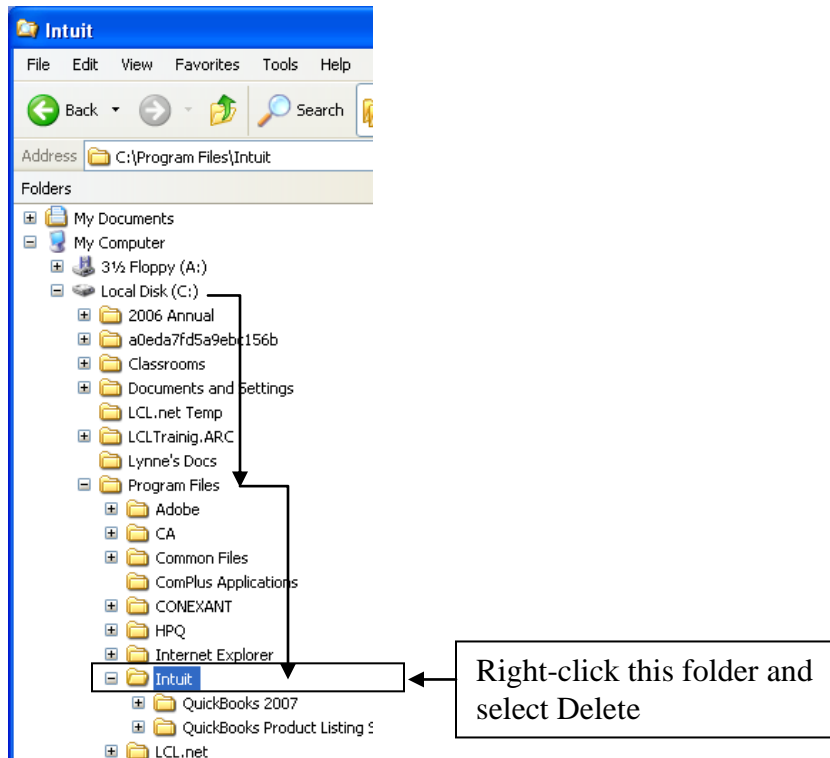 Intuit
File Edit View Favorites Tools Help
Back Search
Address C:\Program Files\Intuit
Folders
My Documents
My Computer
3½ Floppy (A:)
Local Disk (C:)
2006 Annual
a0eda7fd5a9ebc156b
Classrooms
Documents and Settings
LCL.net Temp
LCLTrainig.ARC
Lynne's Docs
Program Files
Adobe
CA
Common Files
ComPlus Applications
CONEXANT
HPQ
Internet Explorer
Intuit
QuickBooks 2007
QuickBooks Product Listing S
LCL.net
Right-click this folder and
select Delete